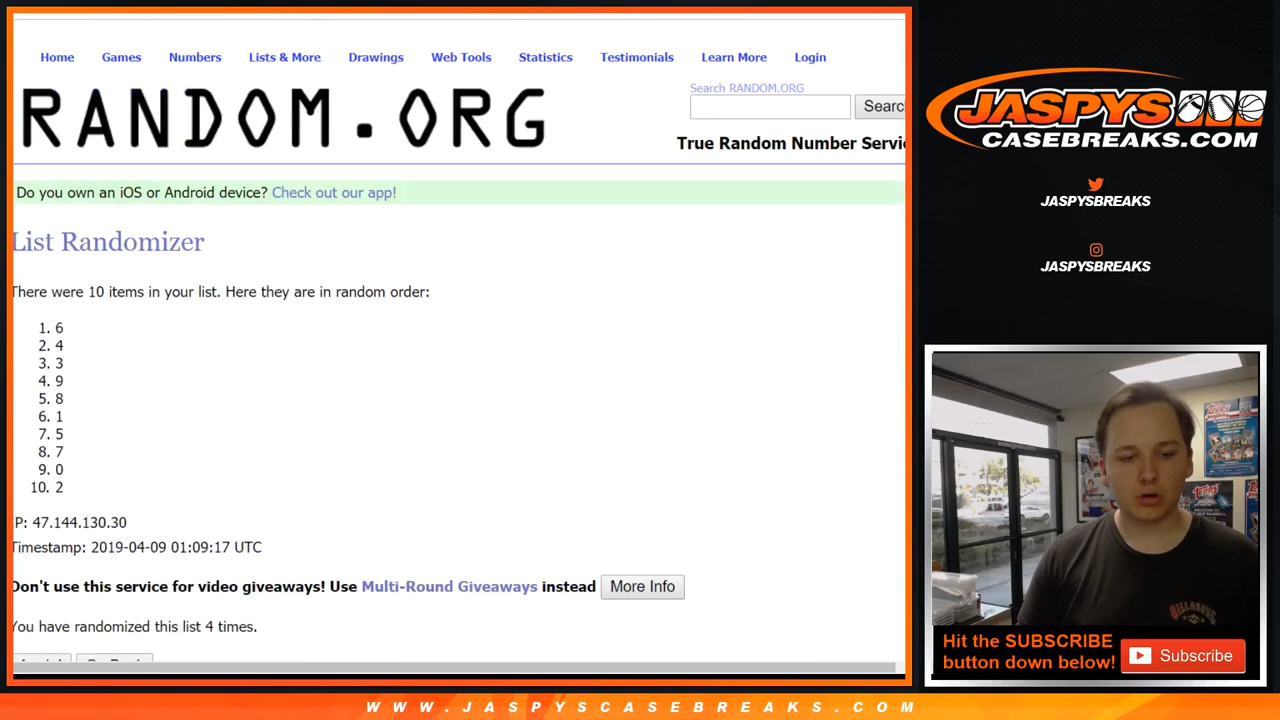 Home Games Numbers Lists & More Drawings Web Tools Statistics Testimonials Learn More Login
RANDOM.ORG
Search RANDOM.ORG
True Random Number Servi
Do you own an iOS or Android device? Check out our app!
List Randomizer
There were 10 items in your list. Here they are in random order:
1. 6
2. 4
3. 3
4. 9
5. 8
6. 1
7. 5
8. 7
9. 0
10. 2
IP: 47.144.130.30
Timestamp: 2019-04-09 01:09:17 UTC
Don't use this service for video giveaways! Use Multi-Round Giveaways instead More Info
You have randomized this list 4 times.
JASPYS
CASEBREAKS.COM
JASPYSBREAKS
JASPYSBREAKS
Topps
Topps
BILLABONG
Hit the SUBSCRIBE
button down below!
Subscribe
WWW.JASPYSCASEBREAKS.COM